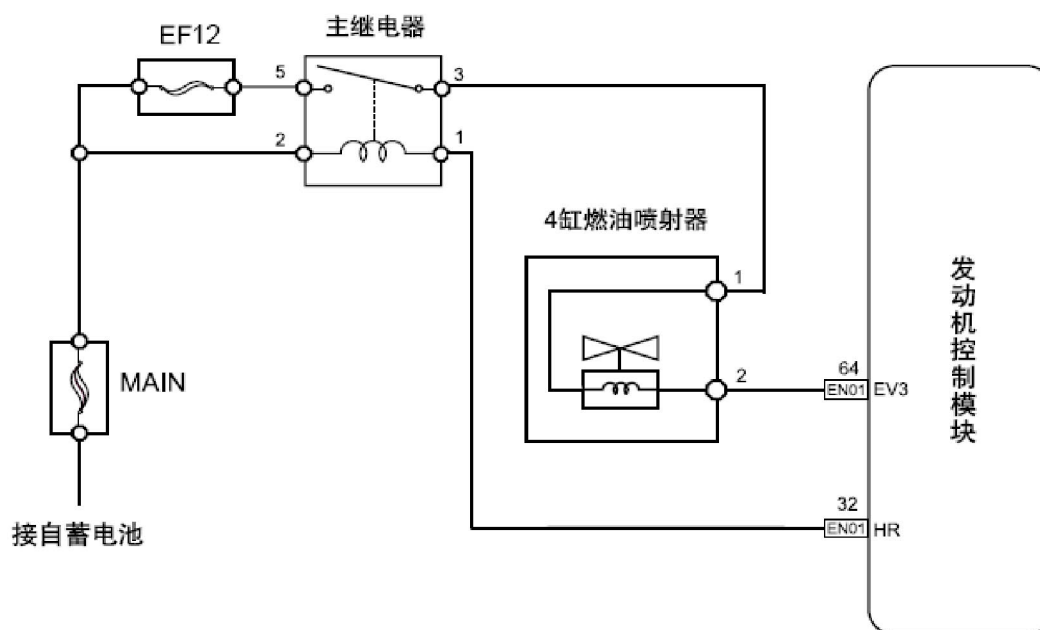 主继电器
EF12
5
3
2
1
4缸燃油喷射器
1
发动机控制模块
MAIN
2
64
EN01
EV3
接自蓄电池
32
EN01
HR